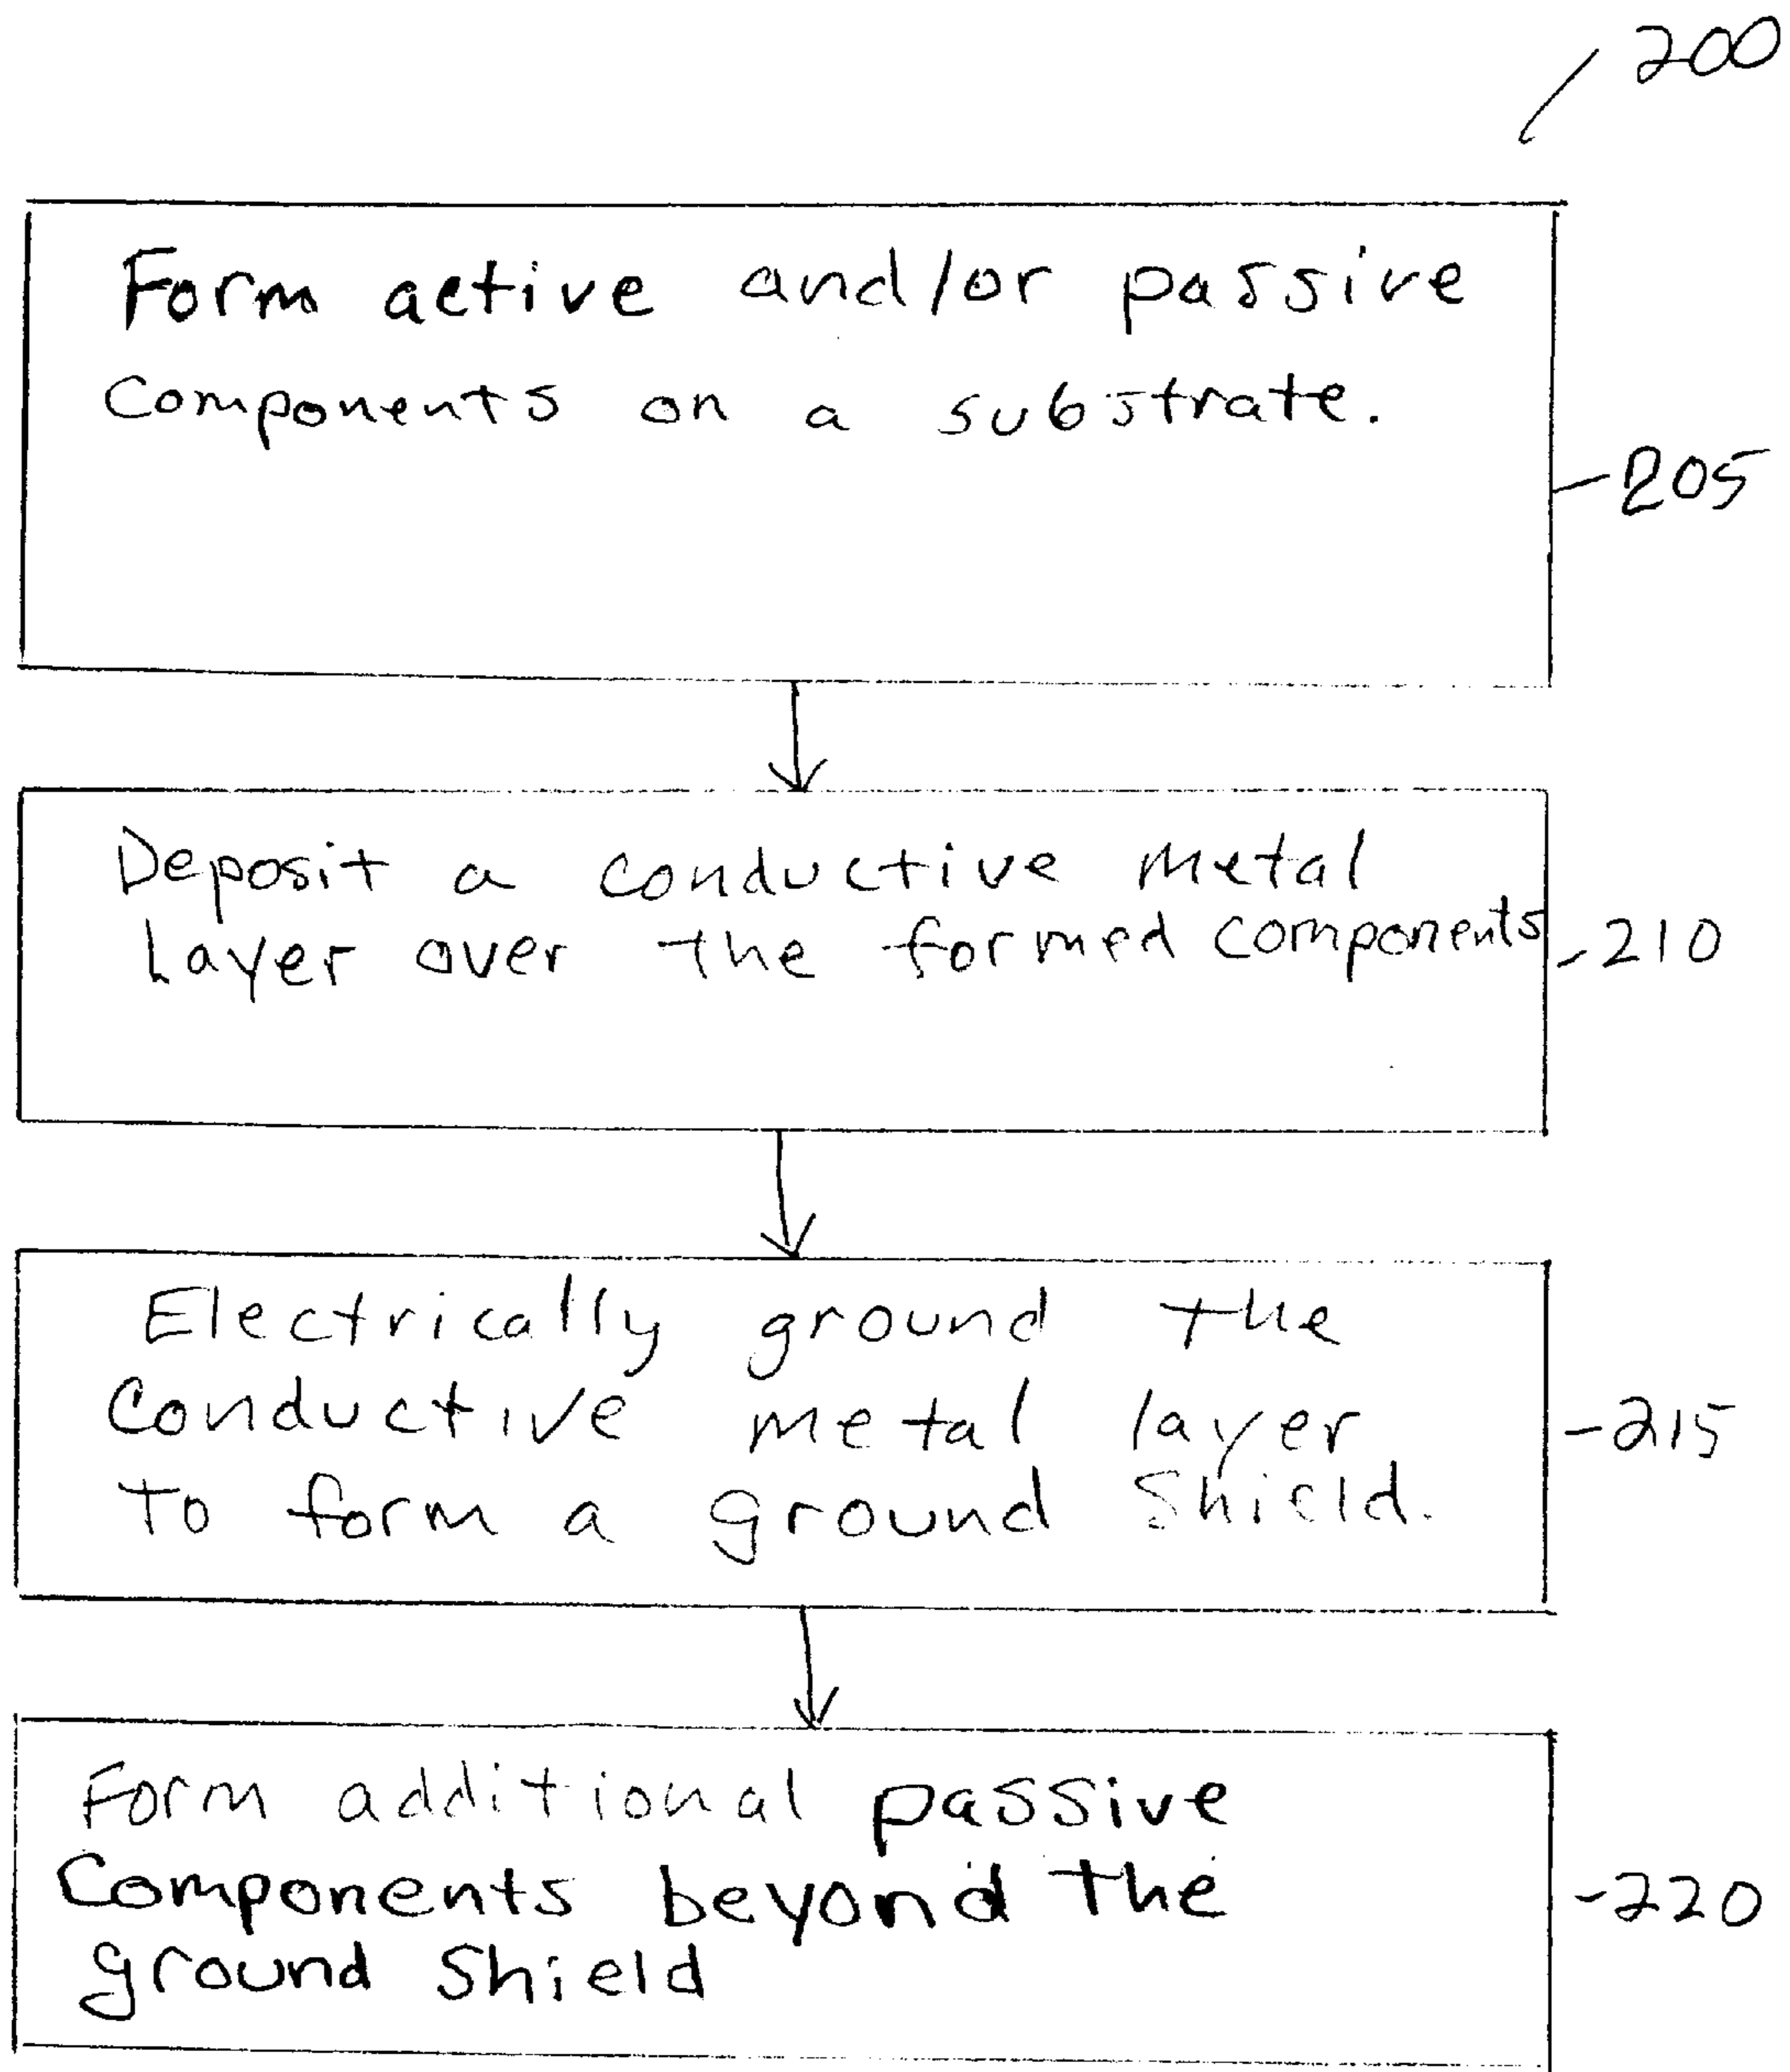 200
Form active and/or passive
Components on a substrate.
205
Deposit a conductive metal
layer over the formed components
210
Electrically ground the
Conductive metal layer
to form a ground Shield.
215
Form additional passive
Components beyond the
ground Shield
220